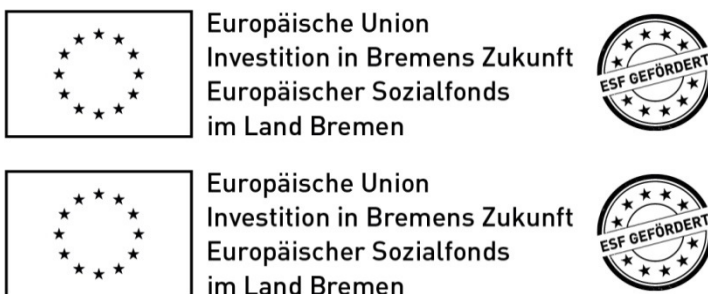 Europäische Union
Investition in Bremens Zukunft
Europäischer Sozialfonds
im Land Bremen
ESF GEFÖRDERT
Europäische Union
Investition in Bremens Zukunft
Europäischer Sozialfonds
im Land Bremen
ESF GEFÖRDERT